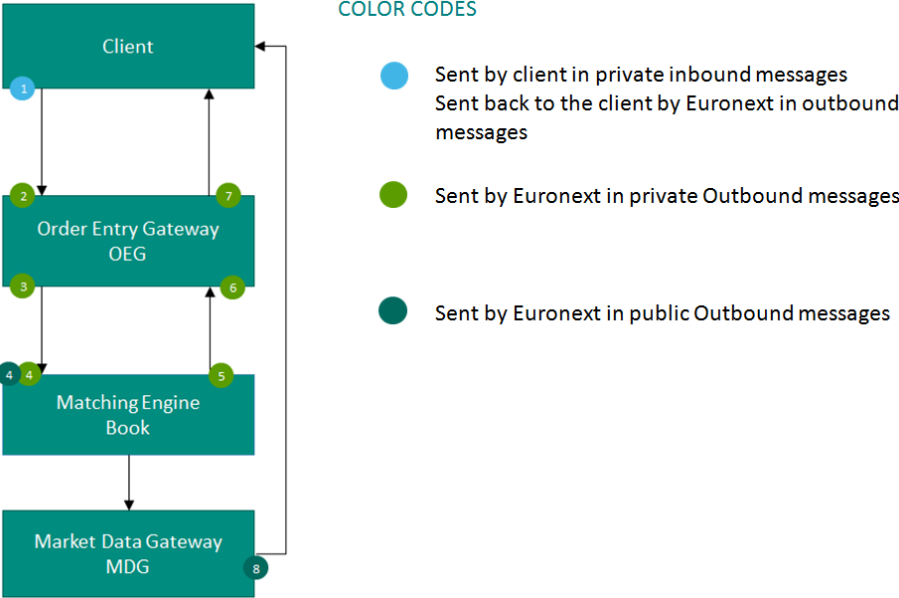 COLOR CODES
Client
1
Sent by client in private inbound messages
Sent back to the client by Euronext in outbound
messages
2
7
Sent by Euronext in private Outbound messages
Order Entry Gateway
OEG
3
6
Sent by Euronext in public Outbound messages
4
4
5
Matching Engine
Book
Market Data Gateway
MDG
8